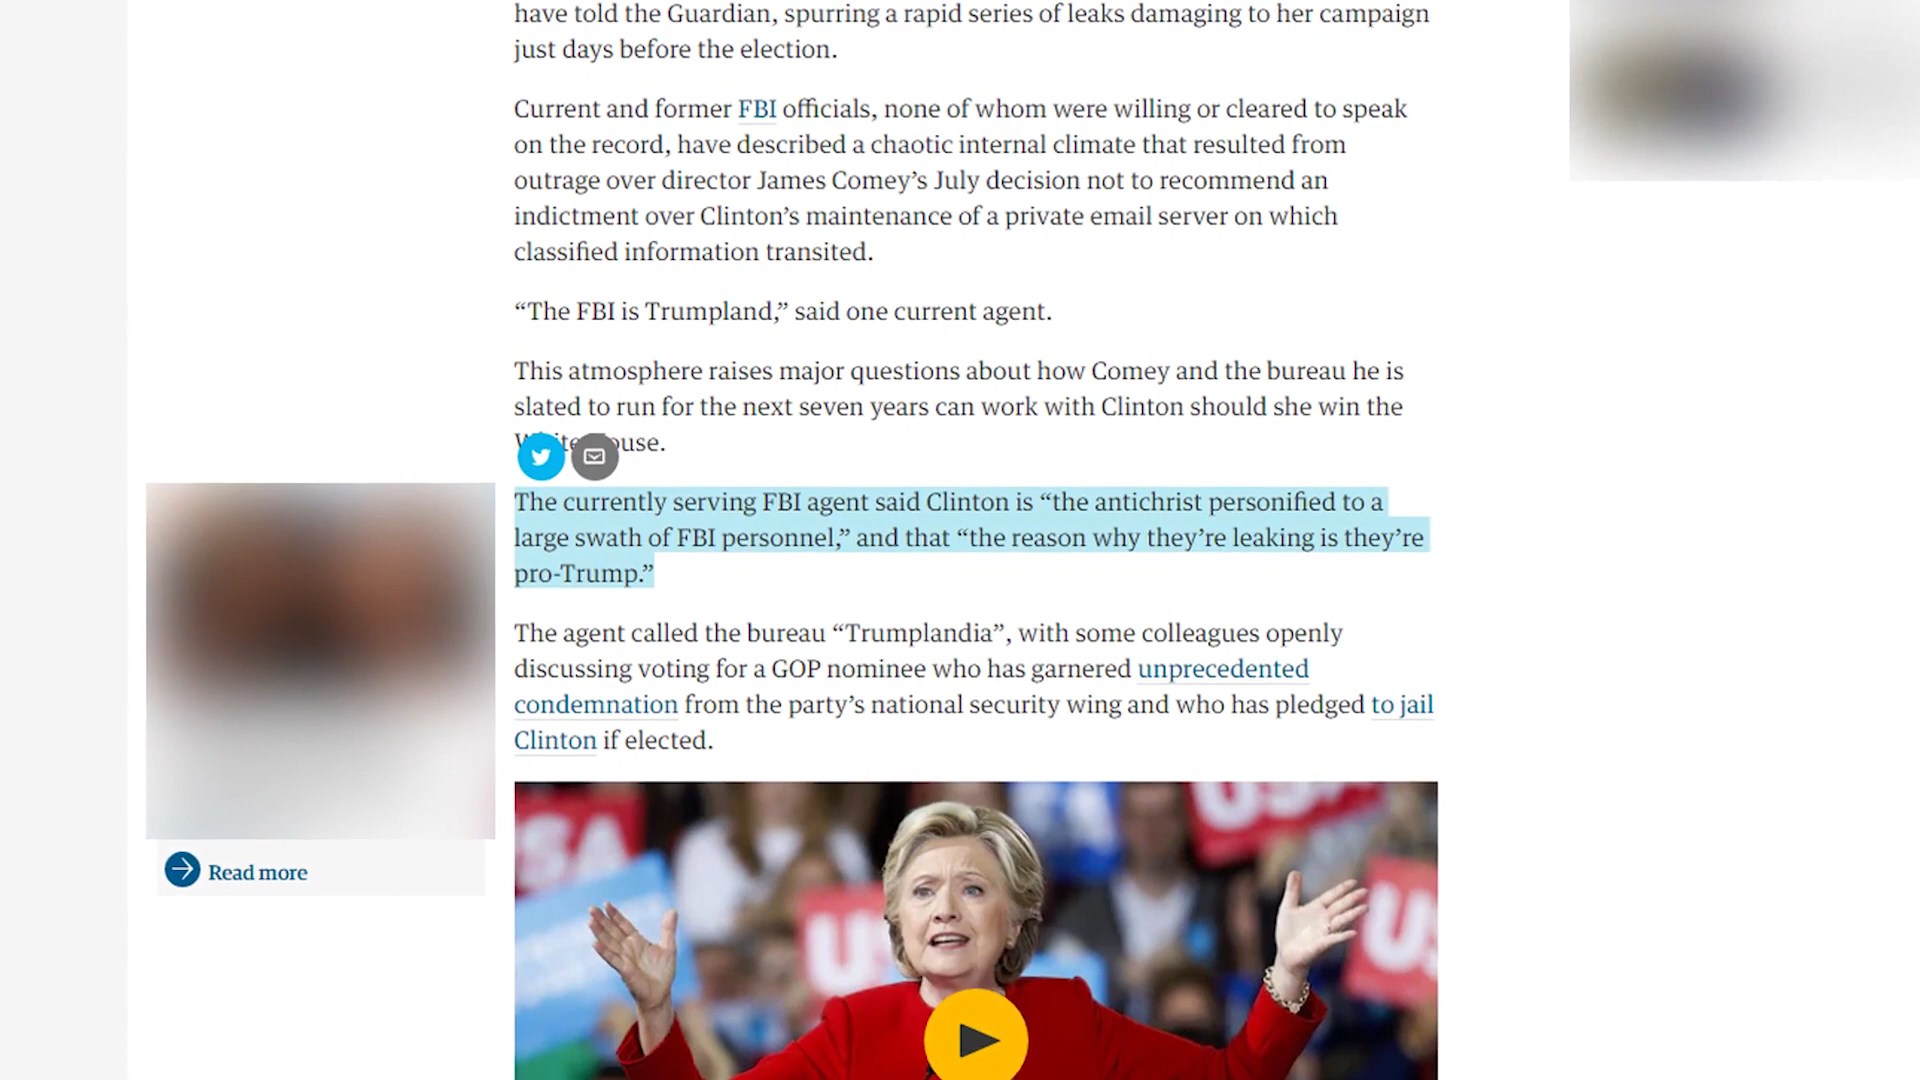 have told the Guardian, spurring a rapid series of leaks damaging to her campaign
just days before the election.
Current and former FBI officials, none of whom were willing or cleared to speak
on the record, have described a chaotic internal climate that resulted from
outrage over director James Comey’s July decision not to recommend an
indictment over Clinton’s maintenance of a private email server on which
classified information transited.
“The FBI is Trumpland,” said one current agent.
This atmosphere raises major questions about how Comey and the bureau he is
slated to run for the next seven years can work with Clinton should she win the
White House.
The currently serving FBI agent said Clinton is “the antichrist personified to a
large swath of FBI personnel,” and that “the reason why they’re leaking is they’re
pro-Trump.”
The agent called the bureau “Trumplandia”, with some colleagues openly
discussing voting for a GOP nominee who has garnered unprecedented
condemnation from the party’s national security wing and who has pledged to jail
Clinton if elected.
Read more
USA
USA
US
US